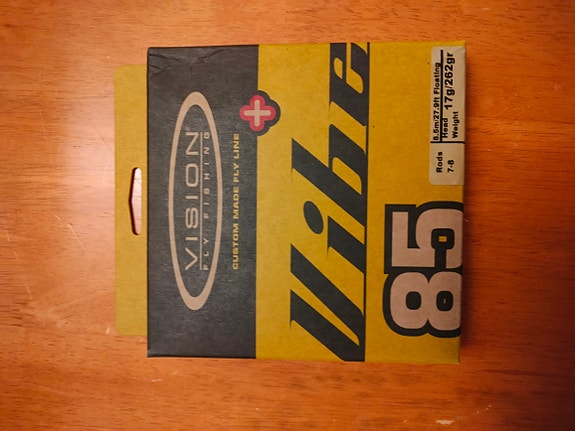 VISION
FLY FISHING
CUSTOM MADE FLY LINE
Vibe
85
Rods
7-8
8.5m/27.9ft Floating
Head
Weight 17g/262gr